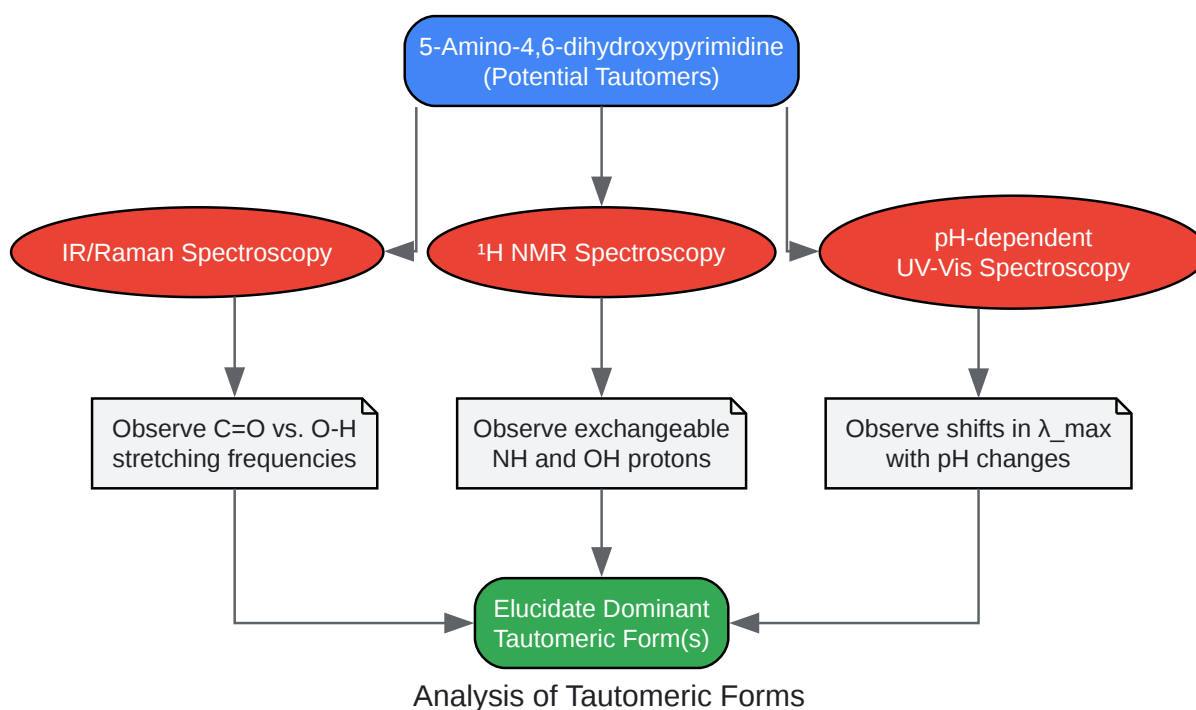 5-Amino-4,6-dihydroxypyrimidine
(Potential Tautomers)
IR/Raman Spectroscopy
¹H NMR Spectroscopy
pH-dependent
UV-Vis Spectroscopy
Observe C=O vs. O-H
stretching frequencies
Observe exchangeable
NH and OH protons
Observe shifts in λ_max
with pH changes
Elucidate Dominant
Tautomeric Form(s)
Analysis of Tautomeric Forms